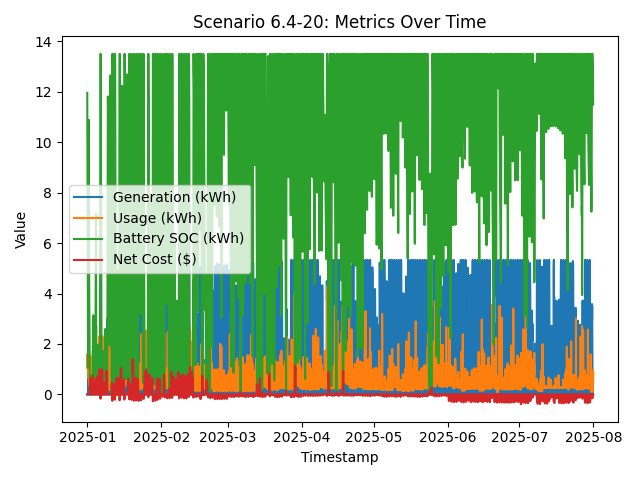 Scenario 6.4-20: Metrics Over Time
Value
14
12
10
8
6
4
2
0
Generation (kWh)
Usage (kWh)
Battery SOC (kWh)
Net Cost ($)
2025-01 2025-02 2025-03 2025-04 2025-05 2025-06 2025-07 2025-08
Timestamp